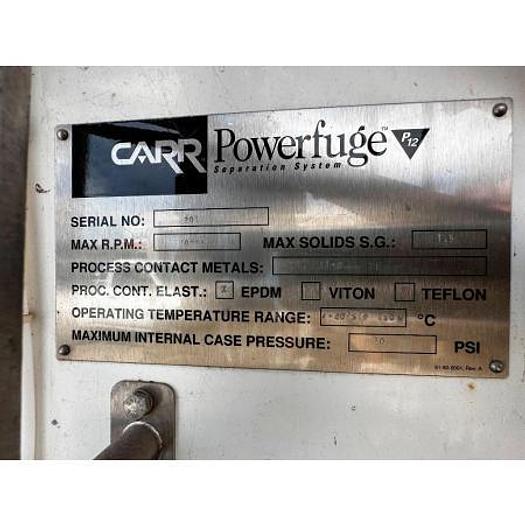 CARR Powerfuge™ P12
Separation System
SERIAL NO:
MAX R.P.M.: MAX SOLIDS S.G.:
PROCESS CONTACT METALS:
PROC. CONT. ELAST.: EPDM VITON TEFLON
OPERATING TEMPERATURE RANGE: °C
MAXIMUM INTERNAL CASE PRESSURE: PSI